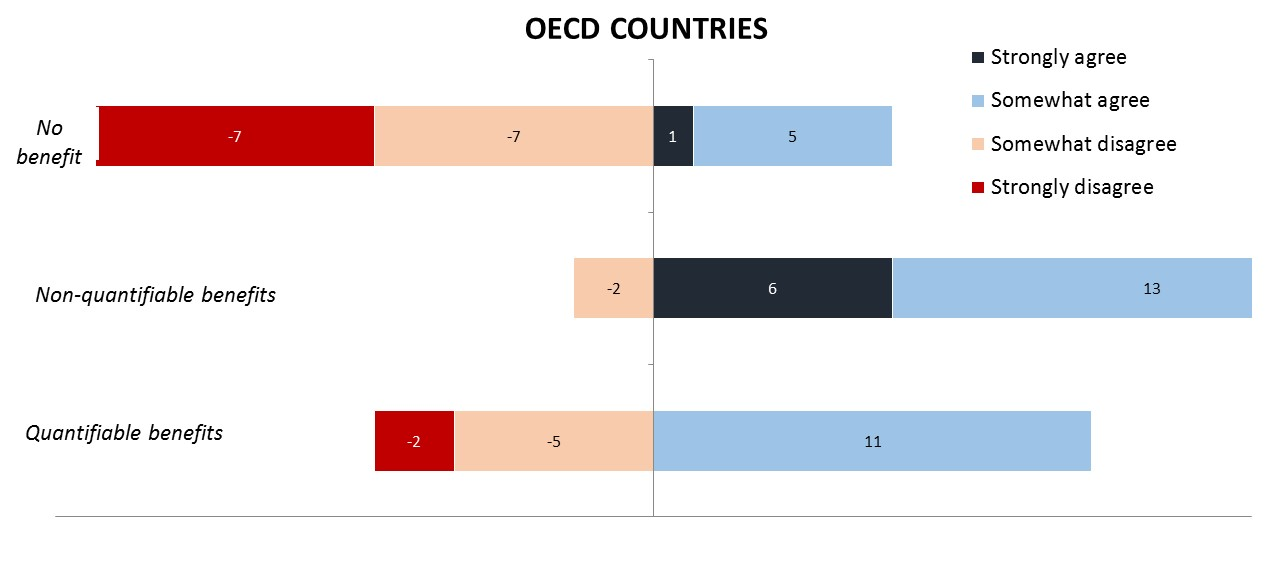 OECD COUNTRIES
Strongly agree
Somewhat agree
Somewhat disagree
Strongly disagree
No
benefit
-7
-7
1
5
Non-quantifiable benefits
-2
6
13
Quantifiable benefits
-2
-5
11